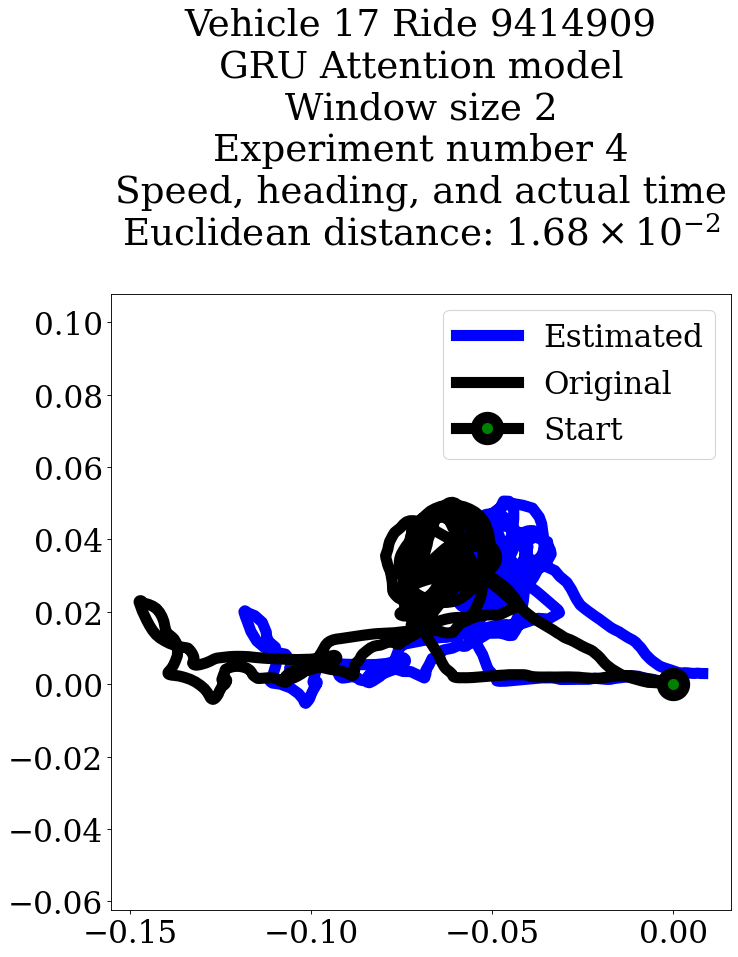 Vehicle 17 Ride 9414909
GRU Attention model
Window size 2
Experiment number 4
Speed, heading, and actual time
Euclidean distance: 1.68 × 10⁻²
Estimated
Original
Start
0.10
0.08
0.06
0.04
0.02
0.00
−0.02
−0.04
−0.06
−0.15 −0.10 −0.05 0.00